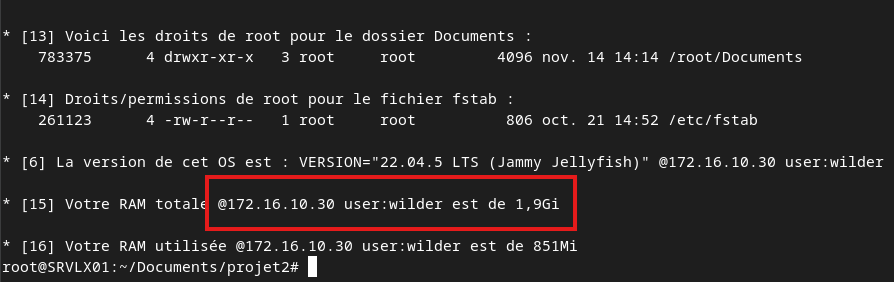 * [13] Voici les droits de root pour le dossier Documents :
783375 4 drwxr-xr-x 3 root root 4096 nov. 14 14:14 /root/Documents
* [14] Droits/permissions de root pour le fichier fstab :
261123 4 -rw-r--r-- 1 root root 806 oct. 21 14:52 /etc/fstab
* [6] La version de cet OS est : VERSION="22.04.5 LTS (Jammy Jellyfish)" @172.16.10.30 user:wilder
* [15] Votre RAM totale @172.16.10.30 user:wilder est de 1,9Gi
* [16] Votre RAM utilisée @172.16.10.30 user:wilder est de 851Mi
root@SRVLX01:~/Documents/projet2#